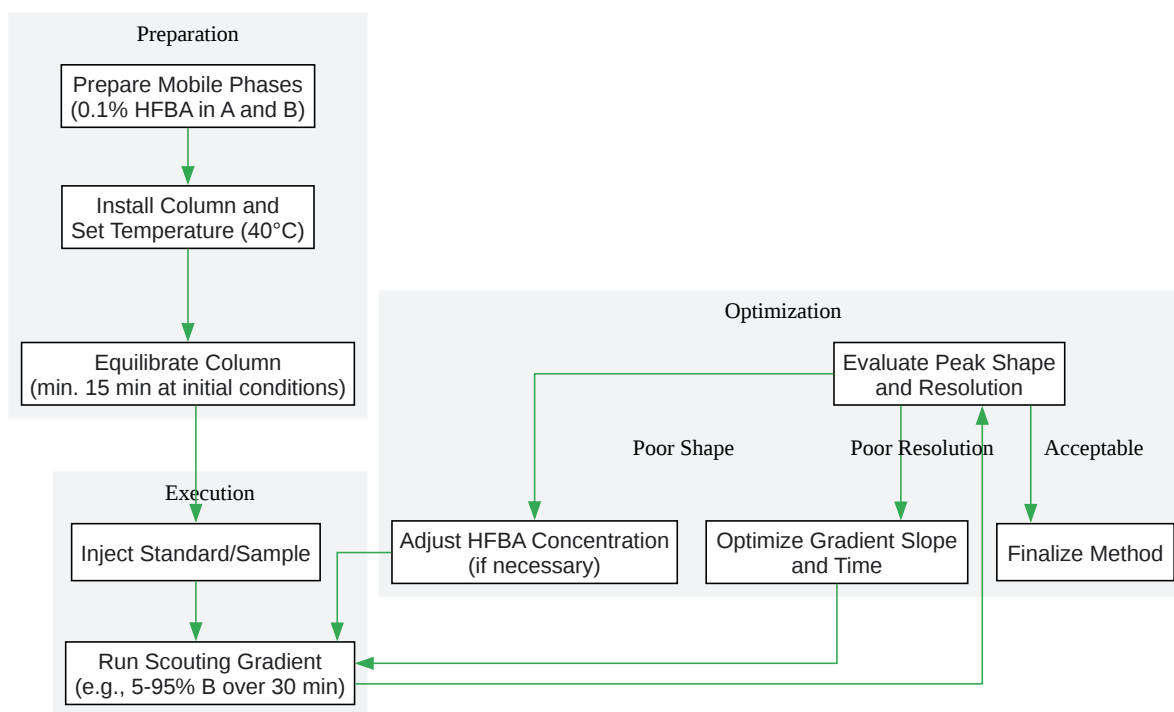 Preparation
Prepare Mobile Phases
(0.1% HFBA in A and B)
Install Column and
Set Temperature (40°C)
Equilibrate Column
(min. 15 min at initial conditions)
Execution
Inject Standard/Sample
Run Scouting Gradient
(e.g., 5-95% B over 30 min)
Optimization
Evaluate Peak Shape
and Resolution
Poor Shape
Poor Resolution
Acceptable
Adjust HFBA Concentration
(if necessary)
Optimize Gradient Slope
and Time
Finalize Method